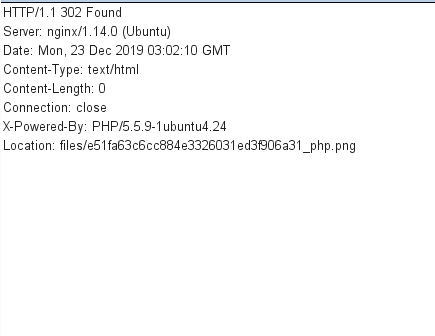 HTTP/1.1 302 Found
Server: nginx/1.14.0 (Ubuntu)
Date: Mon, 23 Dec 2019 03:02:10 GMT
Content-Type: text/html
Content-Length: 0
Connection: close
X-Powered-By: PHP/5.5.9-1ubuntu4.24
Location: files/e51fa63c6cc884e3326031ed3f906a31_php.png